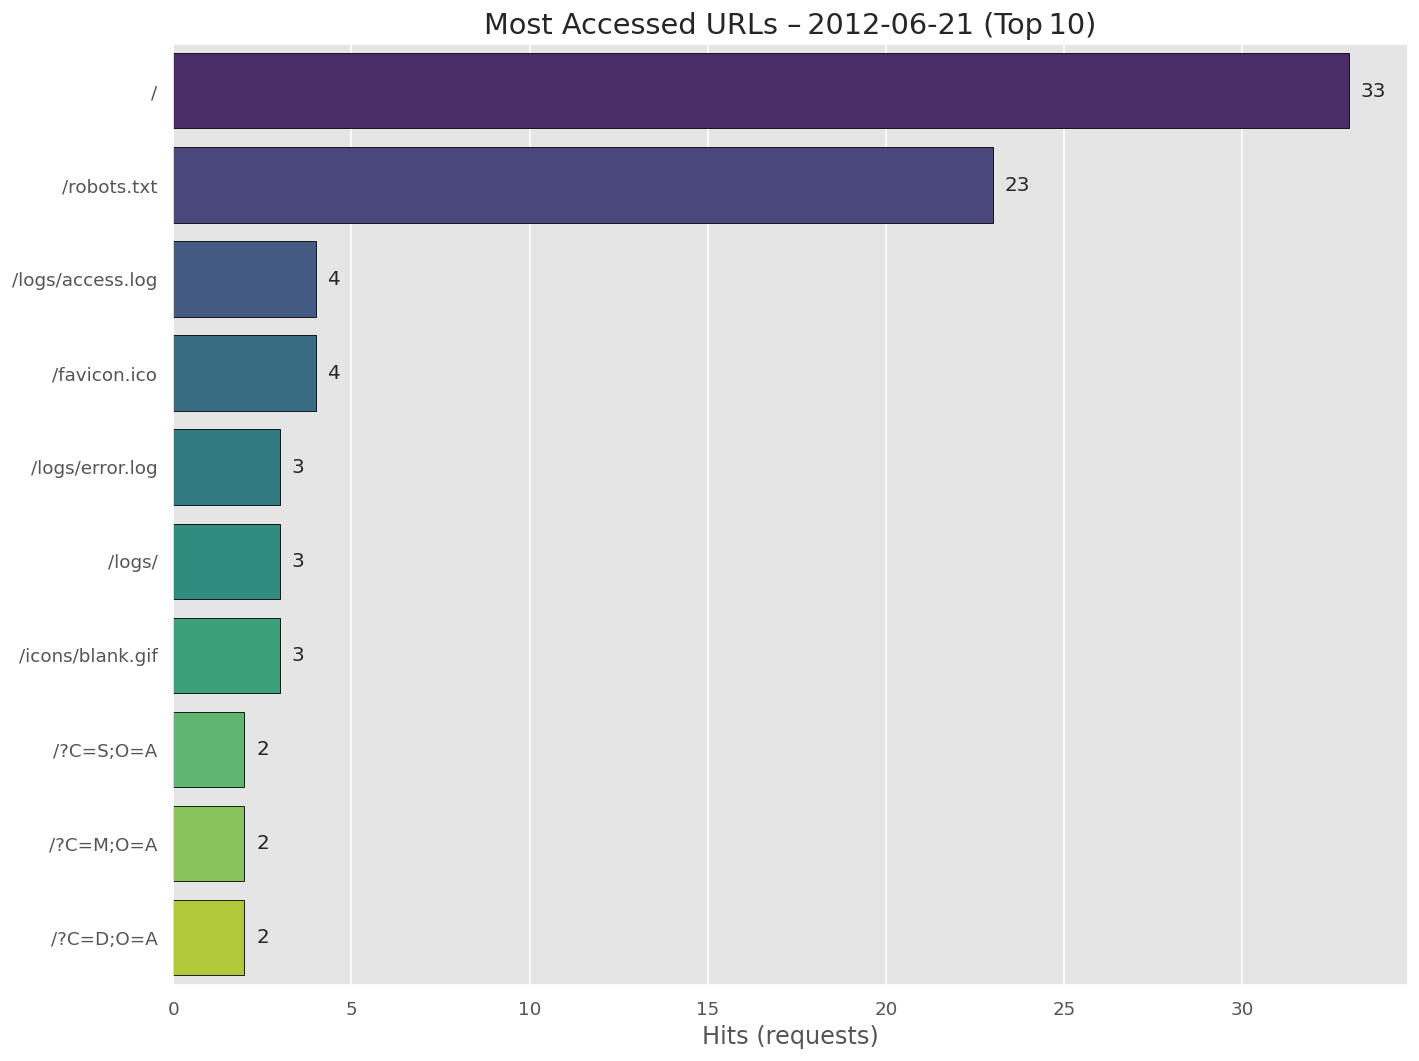 Most Accessed URLs – 2012-06-21 (Top 10)
/ 33
/robots.txt 23
/logs/access.log 4
/favicon.ico 4
/logs/error.log 3
/logs/ 3
/icons/blank.gif 3
/?C=S;O=A 2
/?C=M;O=A 2
/?C=D;O=A 2
0 5 10 15 20 25 30
Hits (requests)